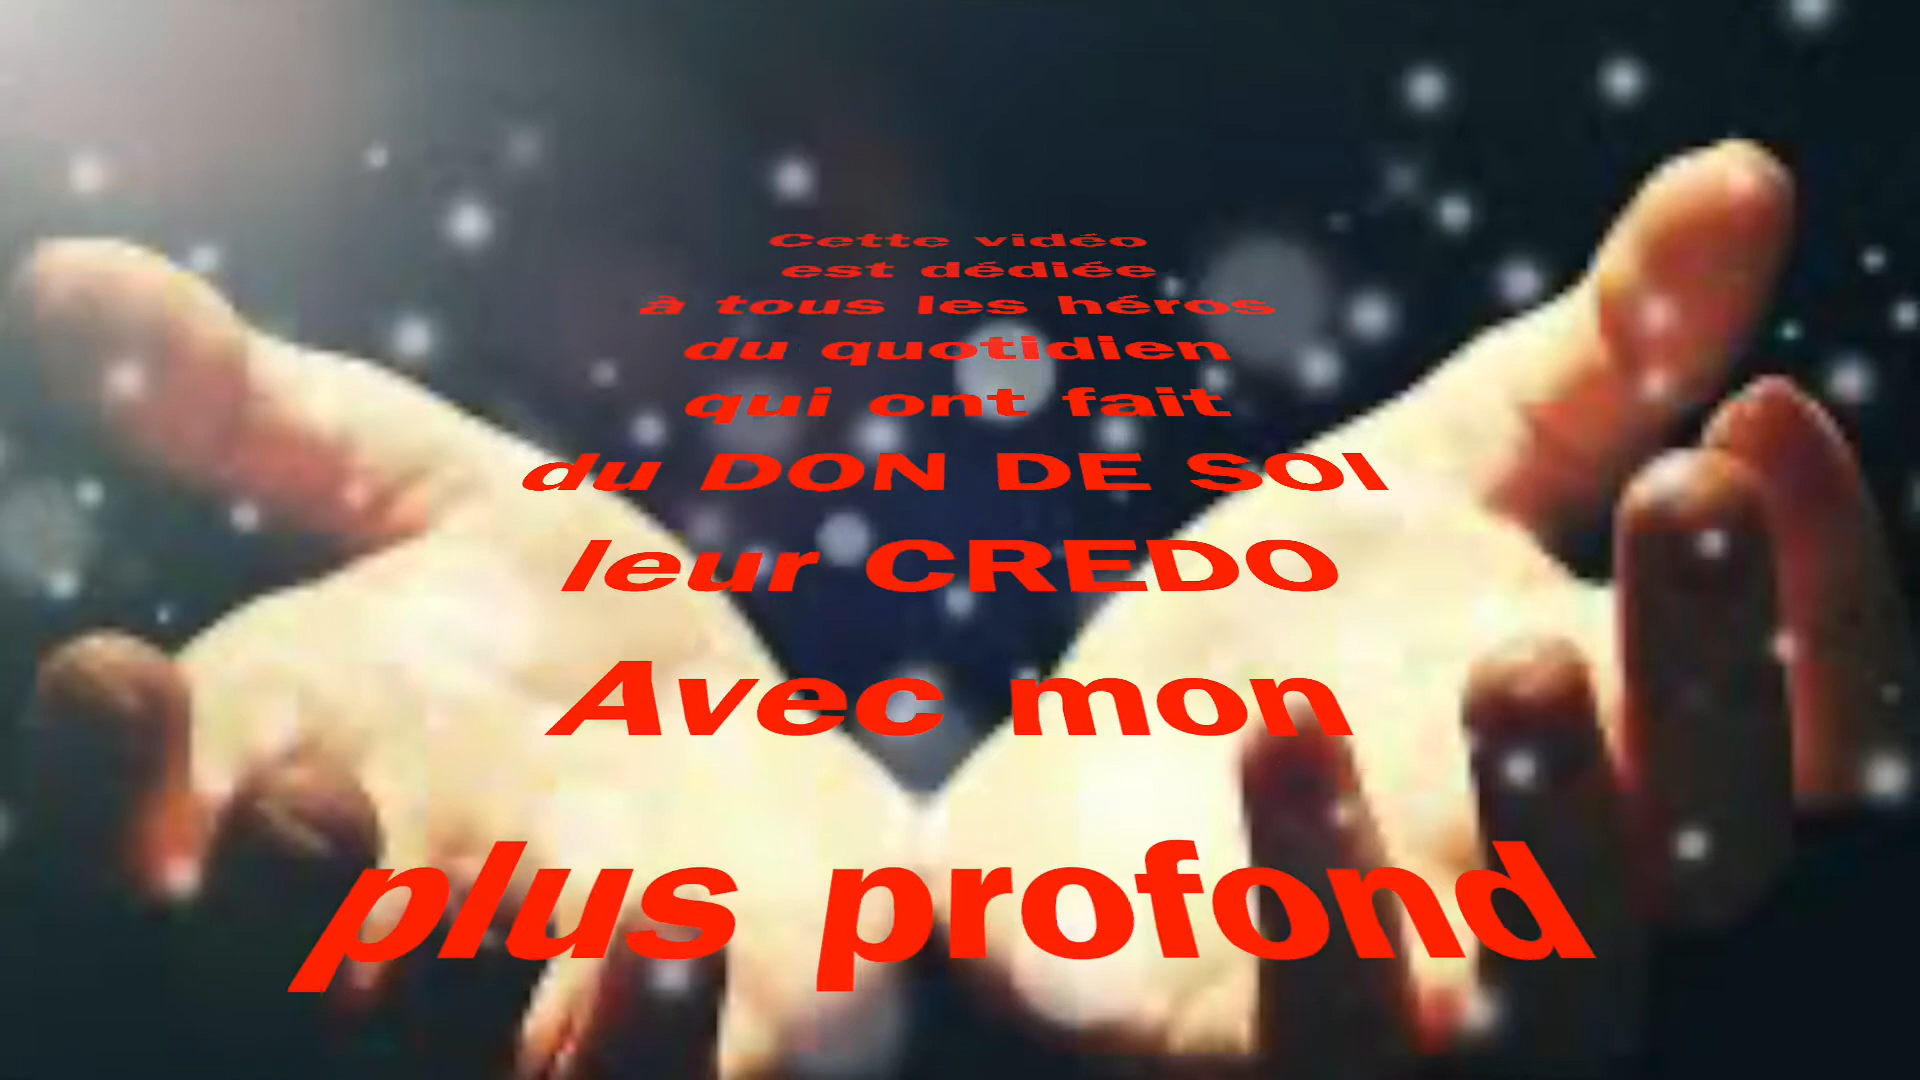 Cette vidéo
est dédiée
à tous les héros
du quotidien
qui ont fait
du DON DE SOI
leur CREDO
Avec mon
plus profond